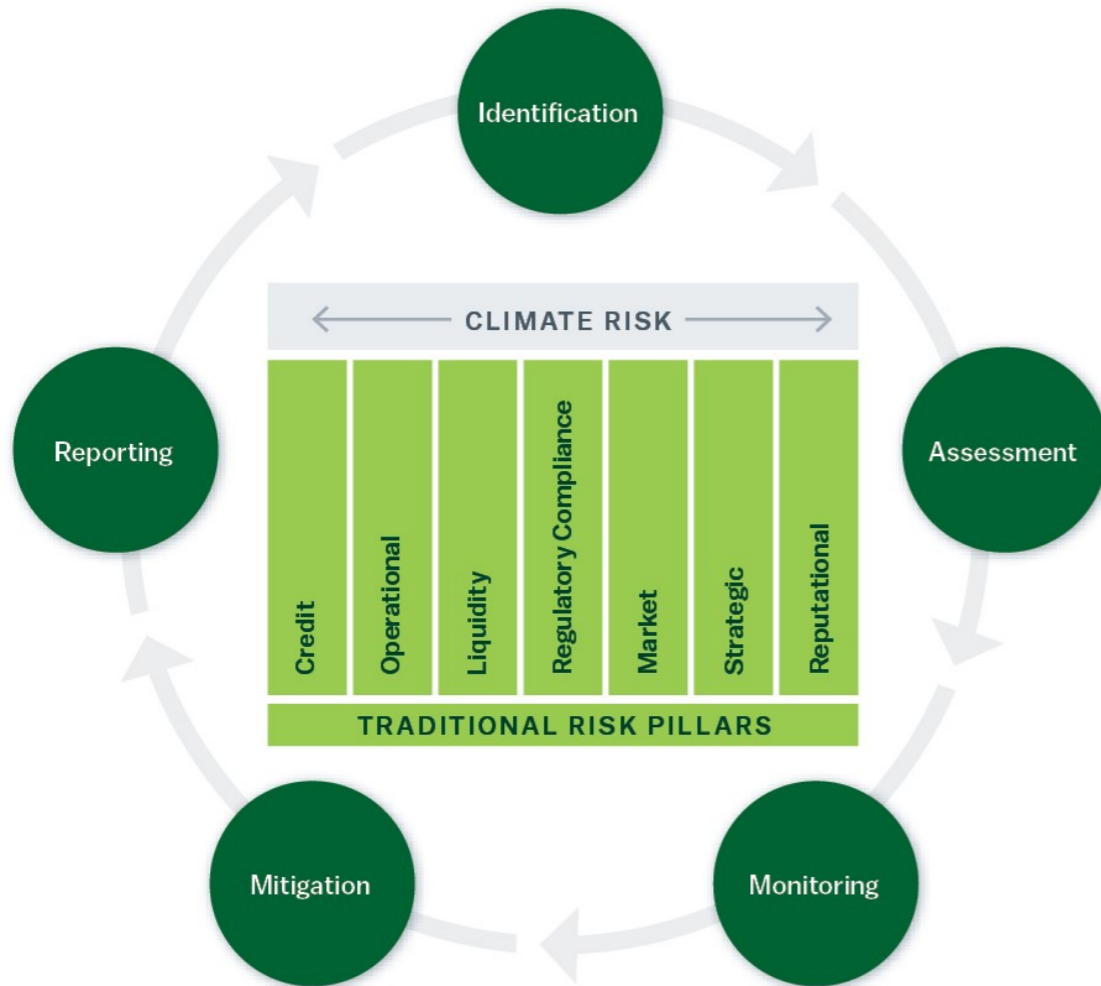 Identification
Assessment
Monitoring
Mitigation
Reporting
CLIMATE RISK
Credit
Operational
Liquidity
Regulatory Compliance
Market
Strategic
Reputational
TRADITIONAL RISK PILLARS